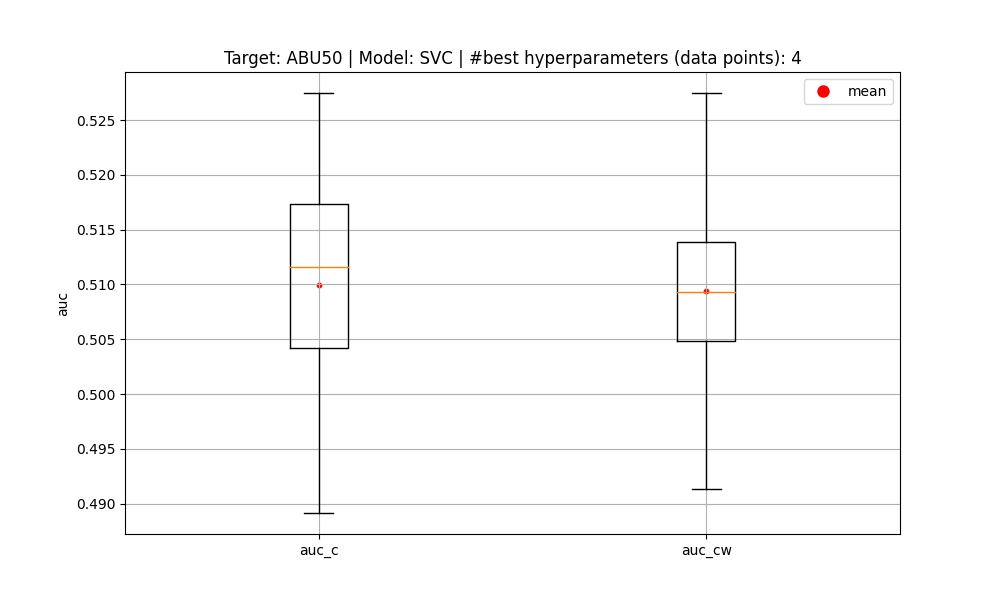 Target: ABU50 | Model: SVC | #best hyperparameters (data points): 4
mean
0.525
0.520
0.515
0.510
0.505
0.500
0.495
0.490
auc
auc_c
auc_cw